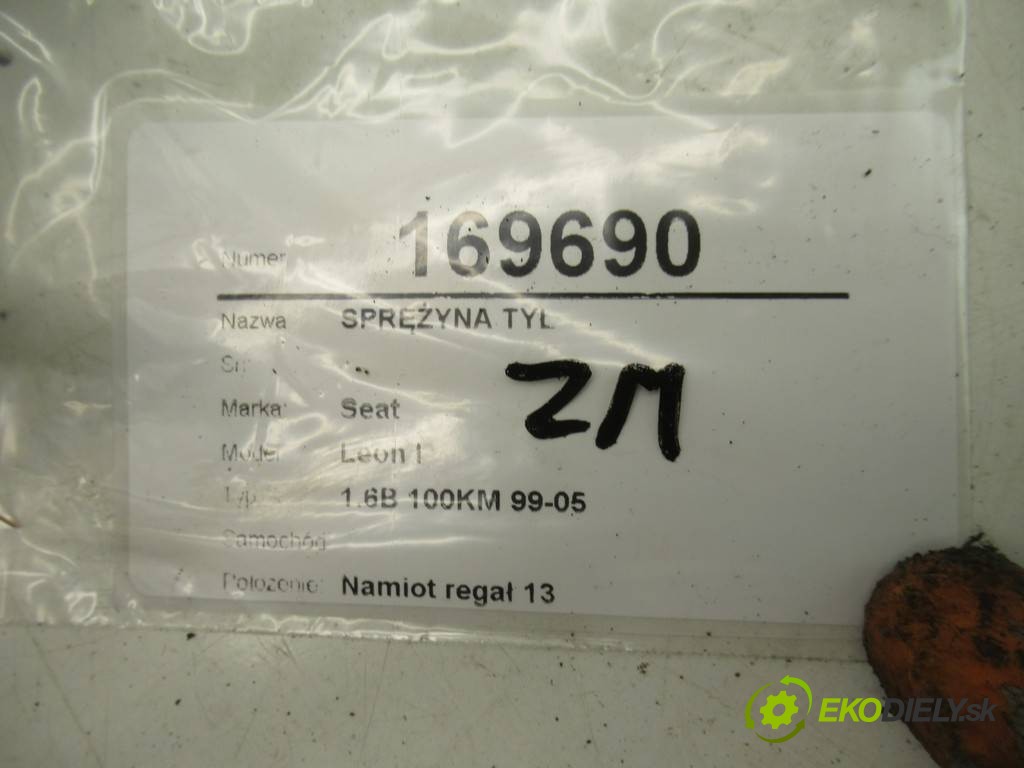 Numer 169690
Nazwa SPRĘŻYNA TYŁ
Marka: Seat
ZM
Model Leon I
Typ 1.6B 100KM 99-05
Samochód
Położenie: Namiot regał 13
EKODIELY.sk